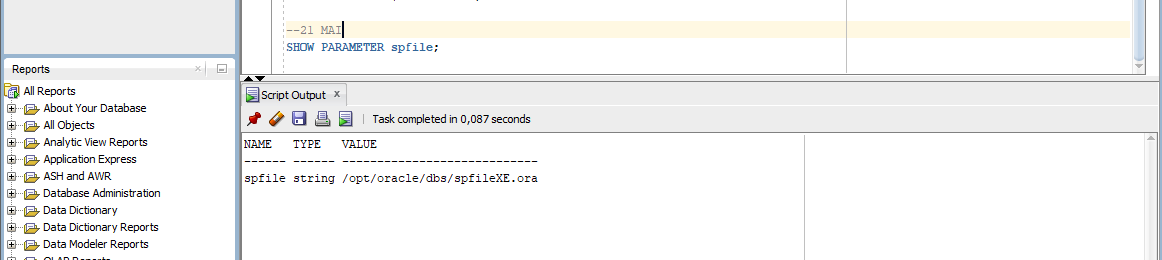 --21 MAI
SHOW PARAMETER spfile;
Reports
All Reports
About Your Database
All Objects
Analytic View Reports
Application Express
ASH and AWR
Database Administration
Data Dictionary
Data Dictionary Reports
Data Modeler Reports
Script Output x
Task completed in 0,087 seconds
NAME TYPE VALUE
------ ------ ----------------------------
spfile string /opt/oracle/dbs/spfileXE.ora